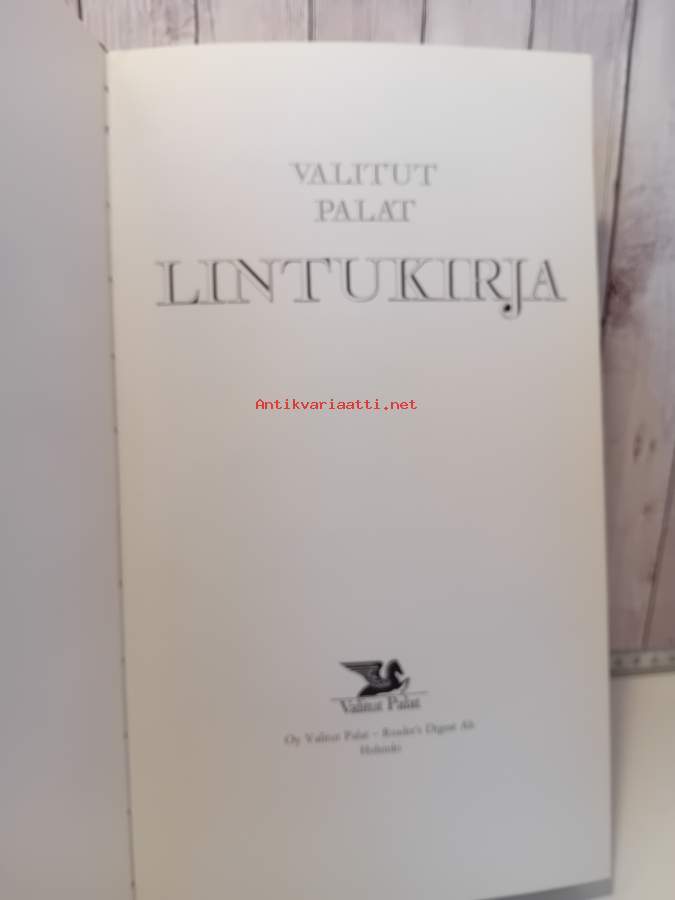 VALITUT
PALAT
LINTUKIRJA
Antikvariaatti.net
Valitut Palat
Oy Valitut Palat – Reader's Digest Ab
Helsinki